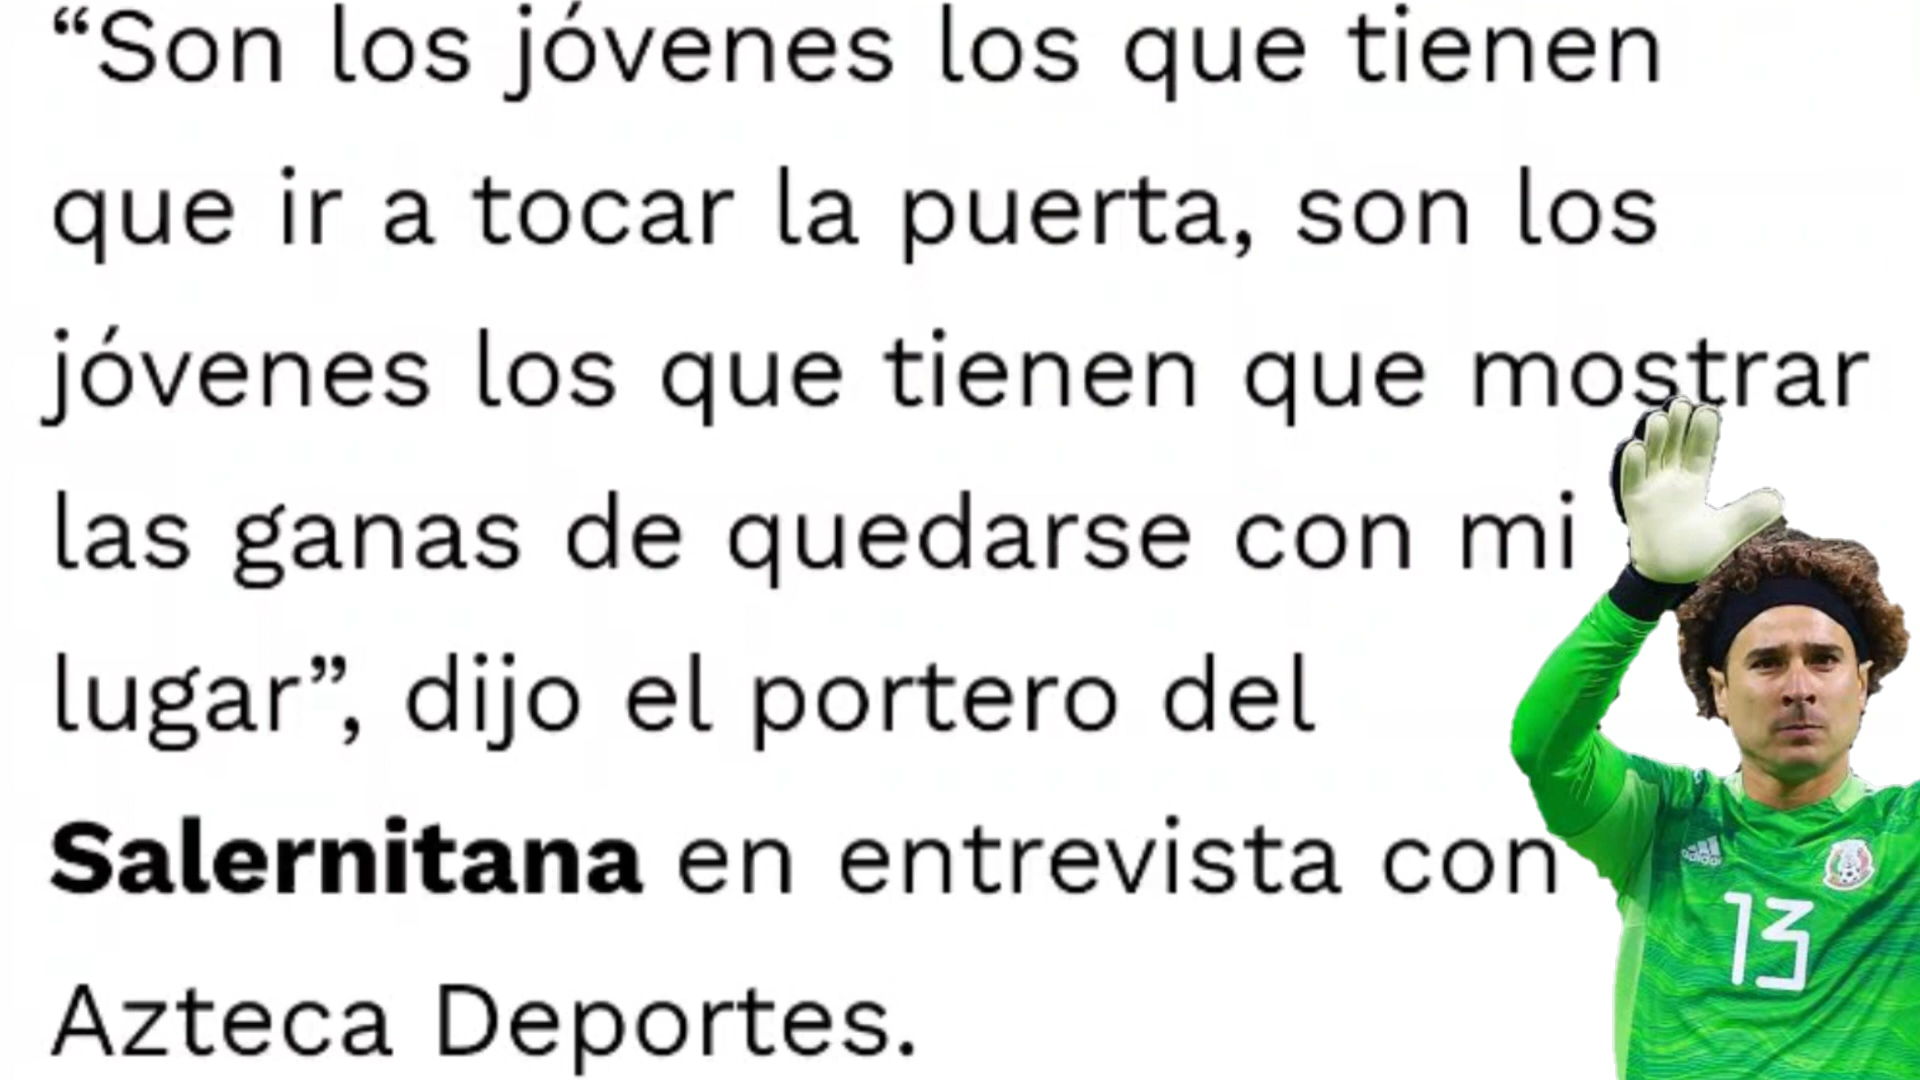 “Son los jóvenes los que tienen
que ir a tocar la puerta, son los
jóvenes los que tienen que mostrar
las ganas de quedarse con mi
lugar”, dijo el portero del
Salernitana en entrevista con
Azteca Deportes.
adidas
13